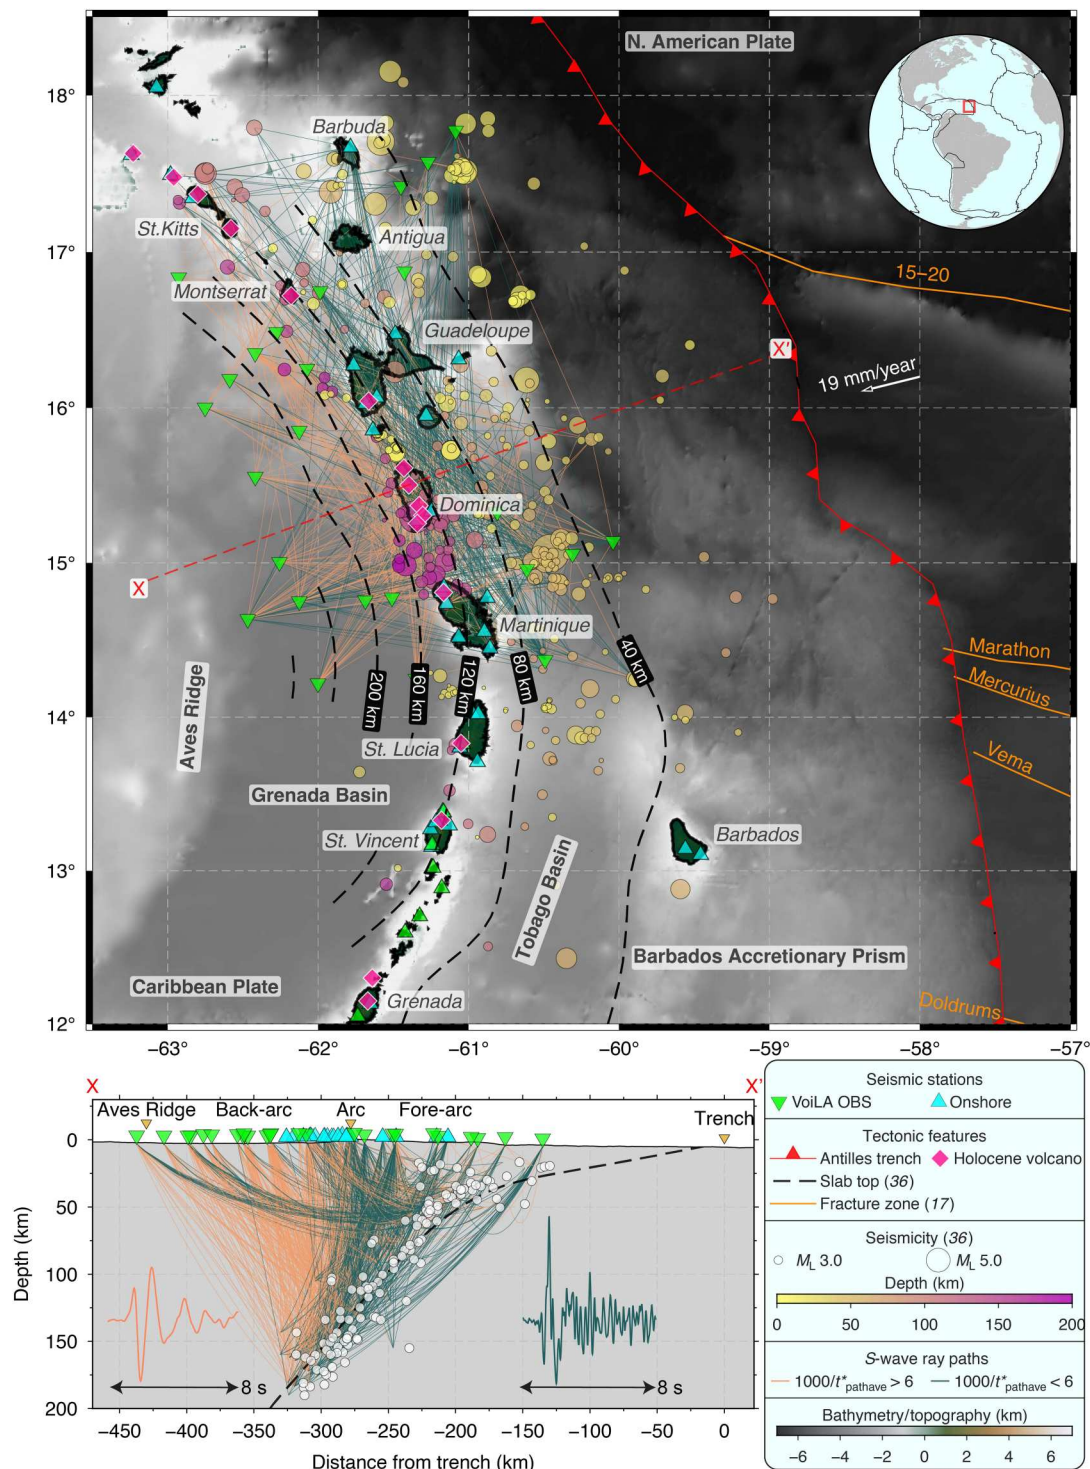 N. American Plate
18°
Barbuda
St.Kitts
Antigua
17°
15−20
Montserrat
Guadeloupe
X'
19 mm/year
16°
Dominica
15°
X
Martinique
Marathon
40 km
80 km
120 km
160 km
200 km
Mercurius
Aves Ridge
14°
St. Lucia
Vema
Grenada Basin
St. Vincent
Barbados
13°
Tobago Basin
Barbados Accretionary Prism
Caribbean Plate
Grenada
Doldrums
12°
−63° −62° −61° −60° −59° −58° −57°
X X'
Aves Ridge Back-arc Arc Fore-arc
Trench
0
50
100
150
200
Depth (km)
8 s 8 s
−450 −400 −350 −300 −250 −200 −150 −100 −50 0
Distance from trench (km)
Seismic stations
VoiLA OBS Onshore
Tectonic features
Antilles trench Holocene volcano
Slab top (36)
Fracture zone (17)
Seismicity (36)
ML 3.0 ML 5.0
Depth (km)
0 50 100 150 200
S-wave ray paths
1000/t*pathave > 6 1000/t*pathave < 6
Bathymetry/topography (km)
−6 −4 −2 0 2 4 6